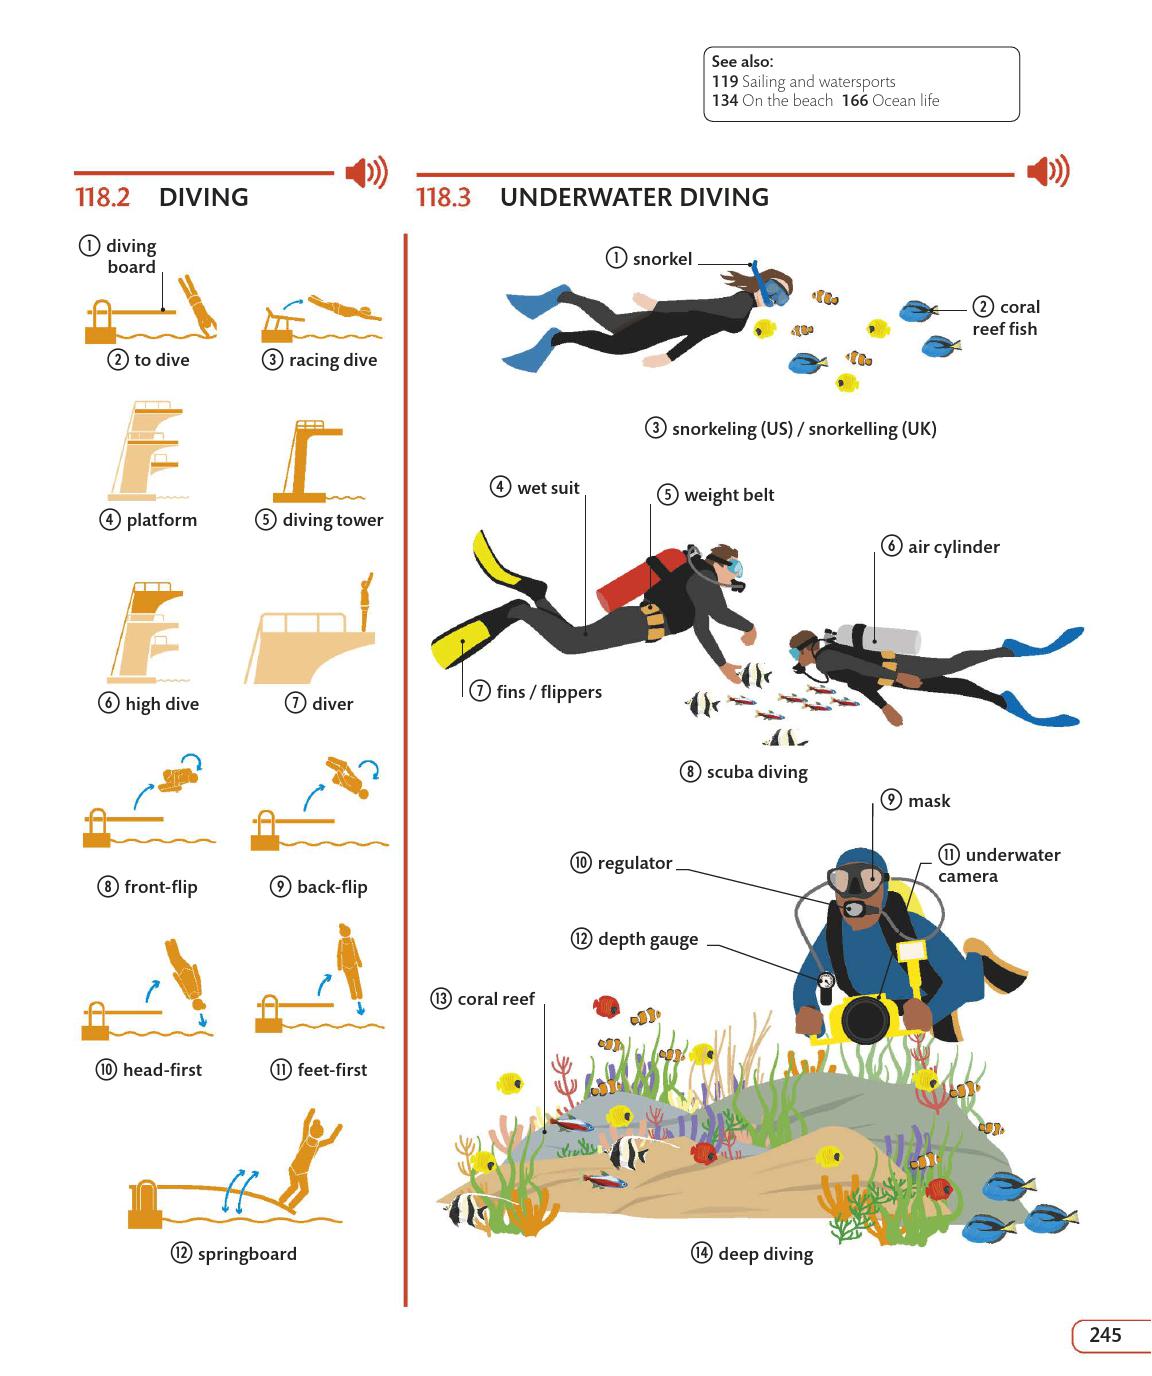 See also:
119 Sailing and watersports
134 On the beach 166 Ocean life
118.2 DIVING
1 diving
board
2 to dive
3 racing dive
4 platform
5 diving tower
6 high dive
7 diver
8 front-flip
9 back-flip
10 head-first
11 feet-first
12 springboard
118.3 UNDERWATER DIVING
1 snorkel
2 coral
reef fish
3 snorkeling (US) / snorkelling (UK)
4 wet suit
5 weight belt
6 air cylinder
7 fins / flippers
8 scuba diving
9 mask
10 regulator
11 underwater
camera
12 depth gauge
13 coral reef
14 deep diving
245